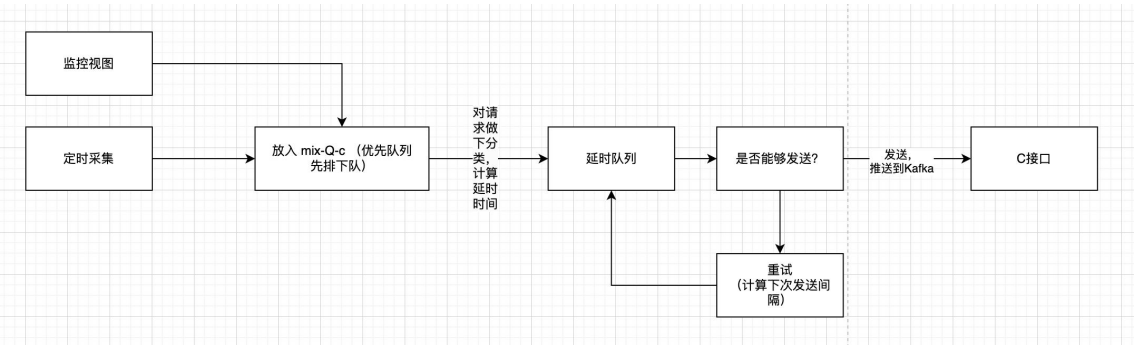 监控视图
定时采集
放入 mix-Q-c （优先队列
先排下队）
对请
求做
下分
类，
计算
延时
时间
延时队列
是否能够发送?
发送，
推送到Kafka
C接口
重试
（计算下次发送间
隔）